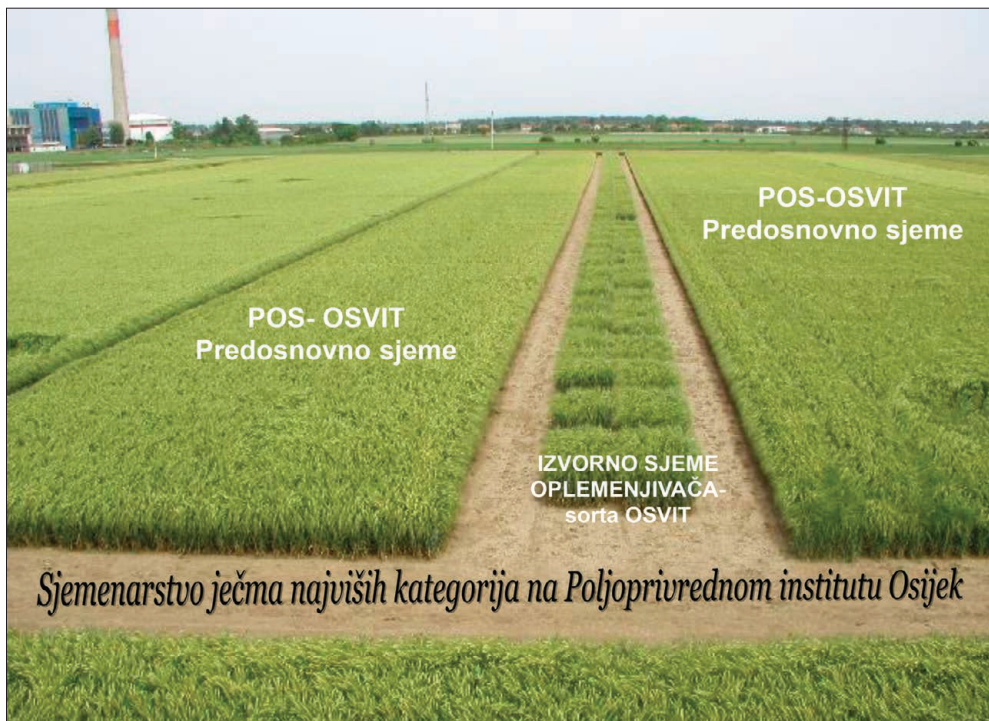 POS-OSVIT
Predosnovno sjeme
POS- OSVIT
Predosnovno sjeme
IZVORNO SJEME
OPLEMENJIVAČA-
sorta OSVIT
Sjemenarstvo ječma najviših kategorija na Poljoprivrednom institutu Osijek